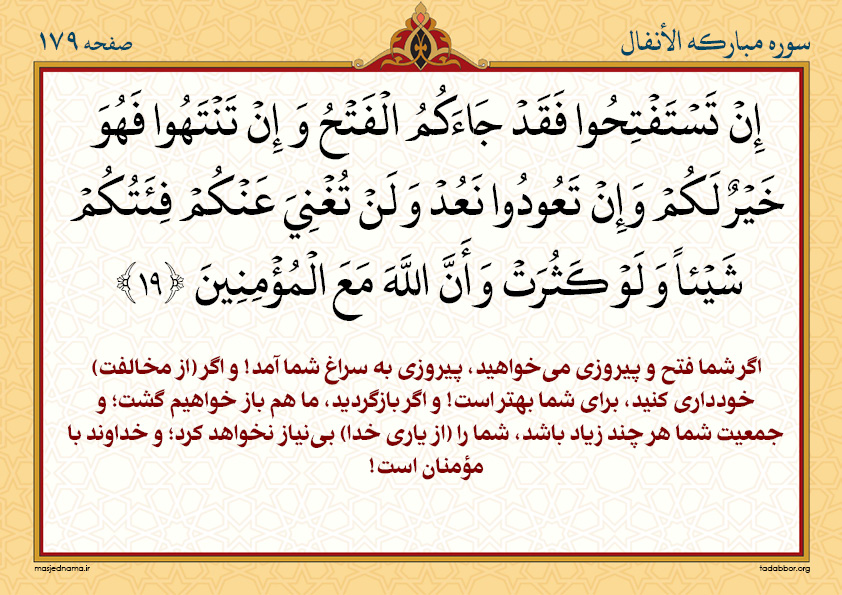 سوره مبارکه الأنفال
صفحه ۱۷۹
إِنْ تَسْتَفْتِحُوا فَقَدْ جَاءَكُمُ الْفَتْحُ وَ إِنْ تَنْتَهُوا فَهُوَ
خَيْرٌ لَكُمْ وَإِنْ تَعُودُوا نَعُدْ وَ لَنْ تُغْنِيَ عَنْكُمْ فِئَتُكُمْ
شَيْئاً وَ لَوْ كَثُرَتْ وَ أَنَّ اللَّهَ مَعَ الْمُؤْمِنِينَ ﴿۱۹﴾
اگر شما فتح و پیروزی می‌خواهید، پیروزی به سراغ شما آمد! و اگر (از مخالفت)
خودداری کنید، برای شما بهتر است! و اگر بازگردید، ما هم باز خواهیم گشت؛ و
جمعیت شما هر چند زیاد باشد، شما را (از یاری خدا) بی‌نیاز نخواهد کرد؛ و خداوند با
مؤمنان است!
masjednama.ir
tadabbor.org